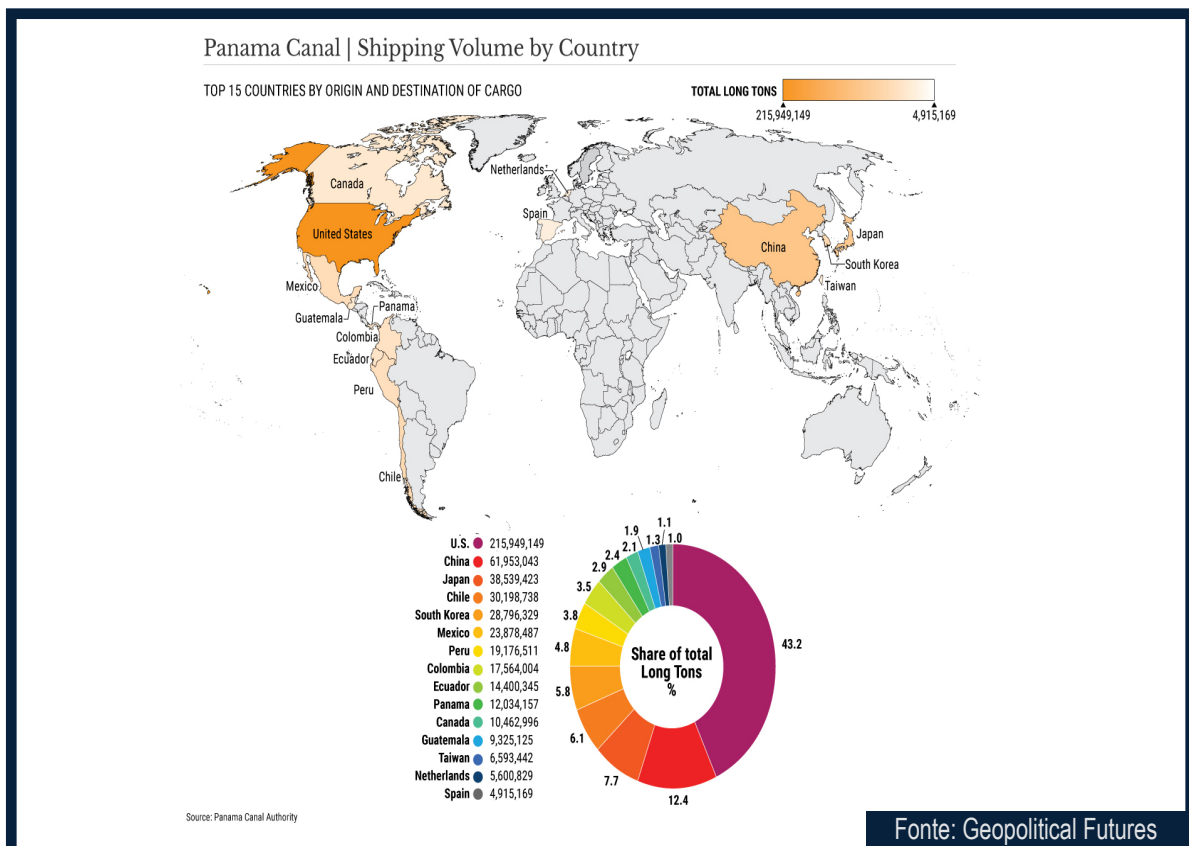 Panama Canal | Shipping Volume by Country
TOP 15 COUNTRIES BY ORIGIN AND DESTINATION OF CARGO
TOTAL LONG TONS
215,949,149
4,915,169
Netherlands
Canada
Spain
United States
China
Japan
South Korea
Mexico
Taiwan
Panama
Guatemala
Colombia
Ecuador
Peru
Chile
U.S. 215,949,149
China 61,953,043
Japan 38,539,423
Chile 30,198,738
South Korea 28,796,329
Mexico 23,878,487
Peru 19,176,511
Colombia 17,564,004
Ecuador 14,400,345
Panama 12,034,157
Canada 10,462,996
Guatemala 9,325,125
Taiwan 6,593,442
Netherlands 5,600,829
Spain 4,915,169
Share of total
Long Tons
%
43.2
12.4
7.7
6.1
5.8
4.8
3.8
3.5
2.9
2.4
2.1
1.9
1.3
1.1
1.0
Source: Panama Canal Authority
Fonte: Geopolitical Futures